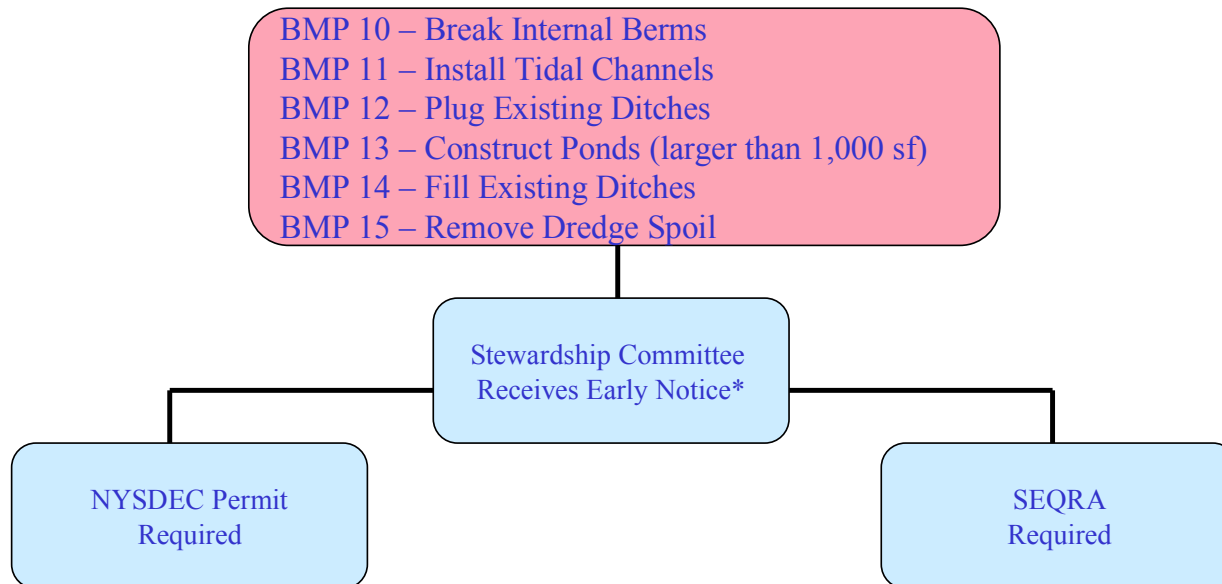 BMP 10 – Break Internal Berms
BMP 11 – Install Tidal Channels
BMP 12 – Plug Existing Ditches
BMP 13 – Construct Ponds (larger than 1,000 sf)
BMP 14 – Fill Existing Ditches
BMP 15 – Remove Dredge Spoil
Stewardship Committee
Receives Early Notice*
NYSDEC Permit
Required
SEQRA
Required